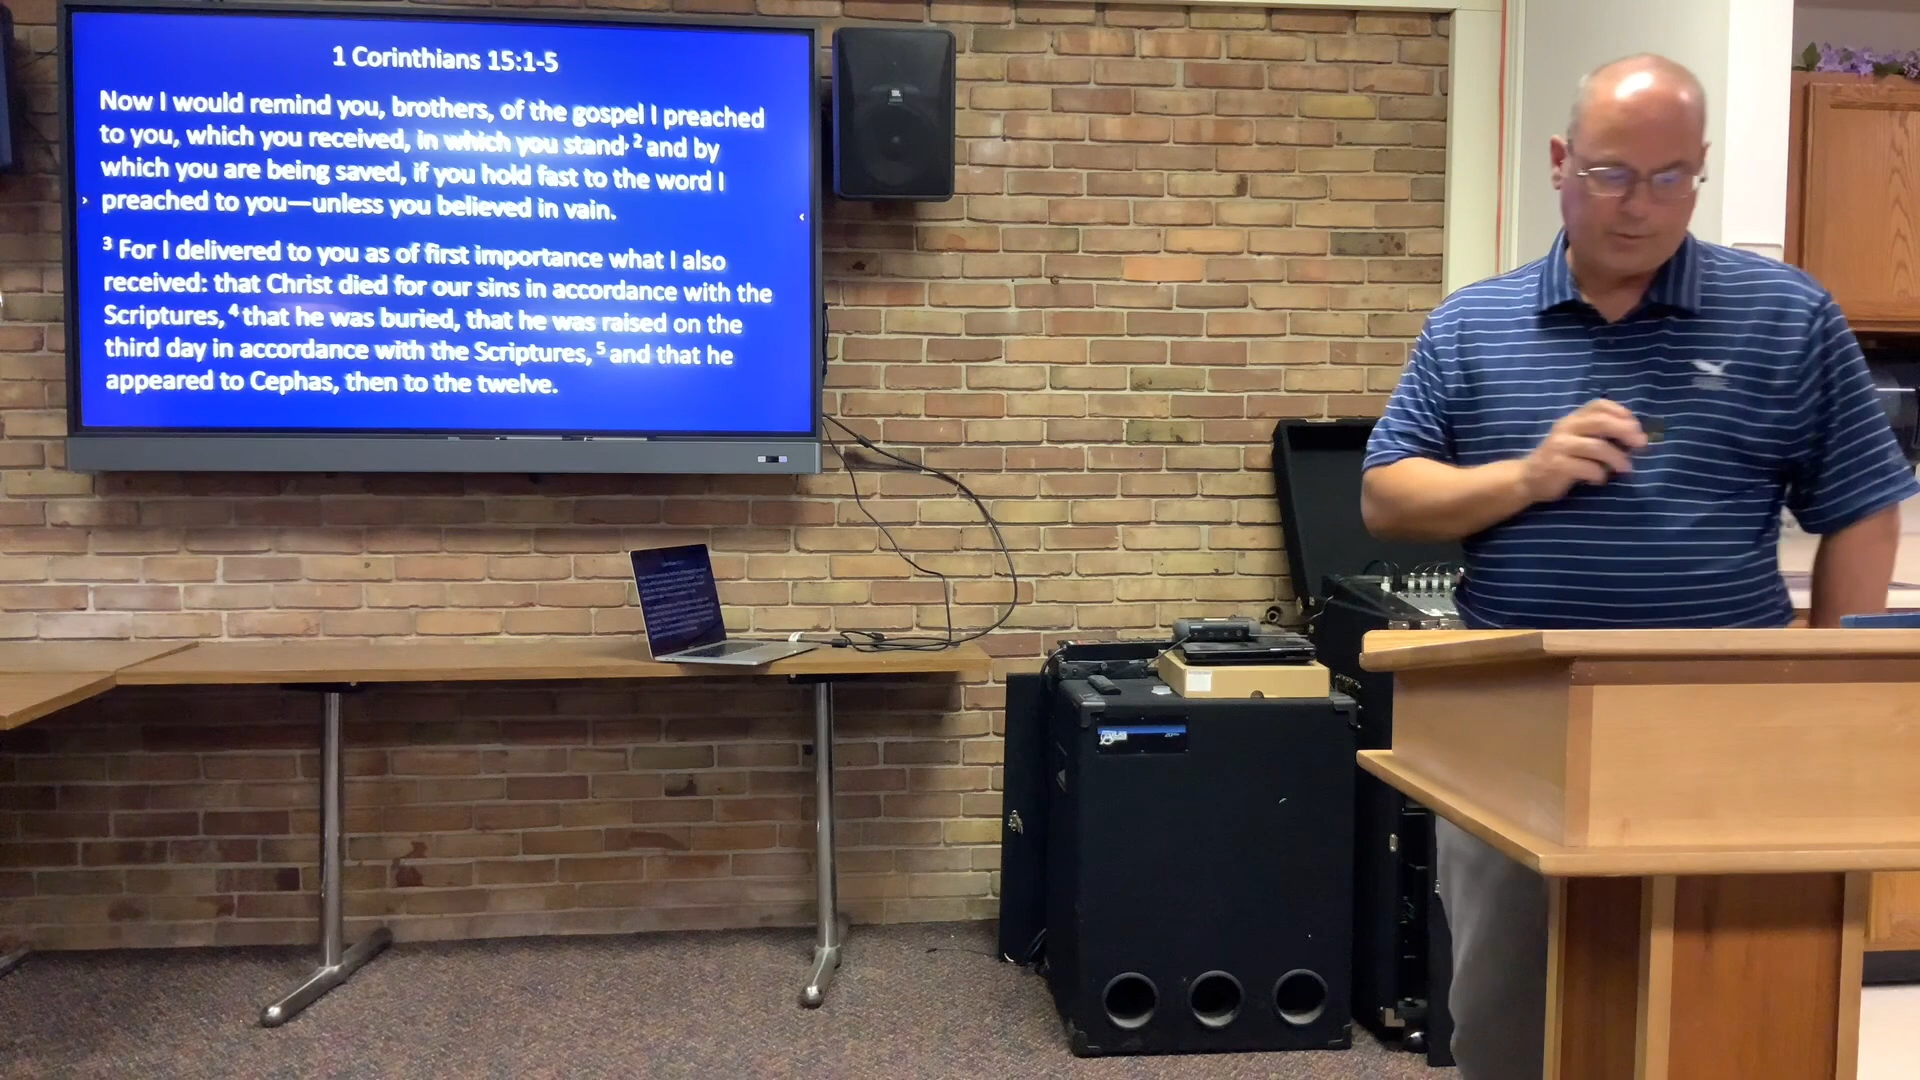 1 Corinthians 15:1-5
Now I would remind you, brothers, of the gospel I preached
to you, which you received, in which you stand, 2 and by
which you are being saved, if you hold fast to the word I
preached to you—unless you believed in vain.
3 For I delivered to you as of first importance what I also
received: that Christ died for our sins in accordance with the
Scriptures, 4 that he was buried, that he was raised on the
third day in accordance with the Scriptures, 5 and that he
appeared to Cephas, then to the twelve.
JBL